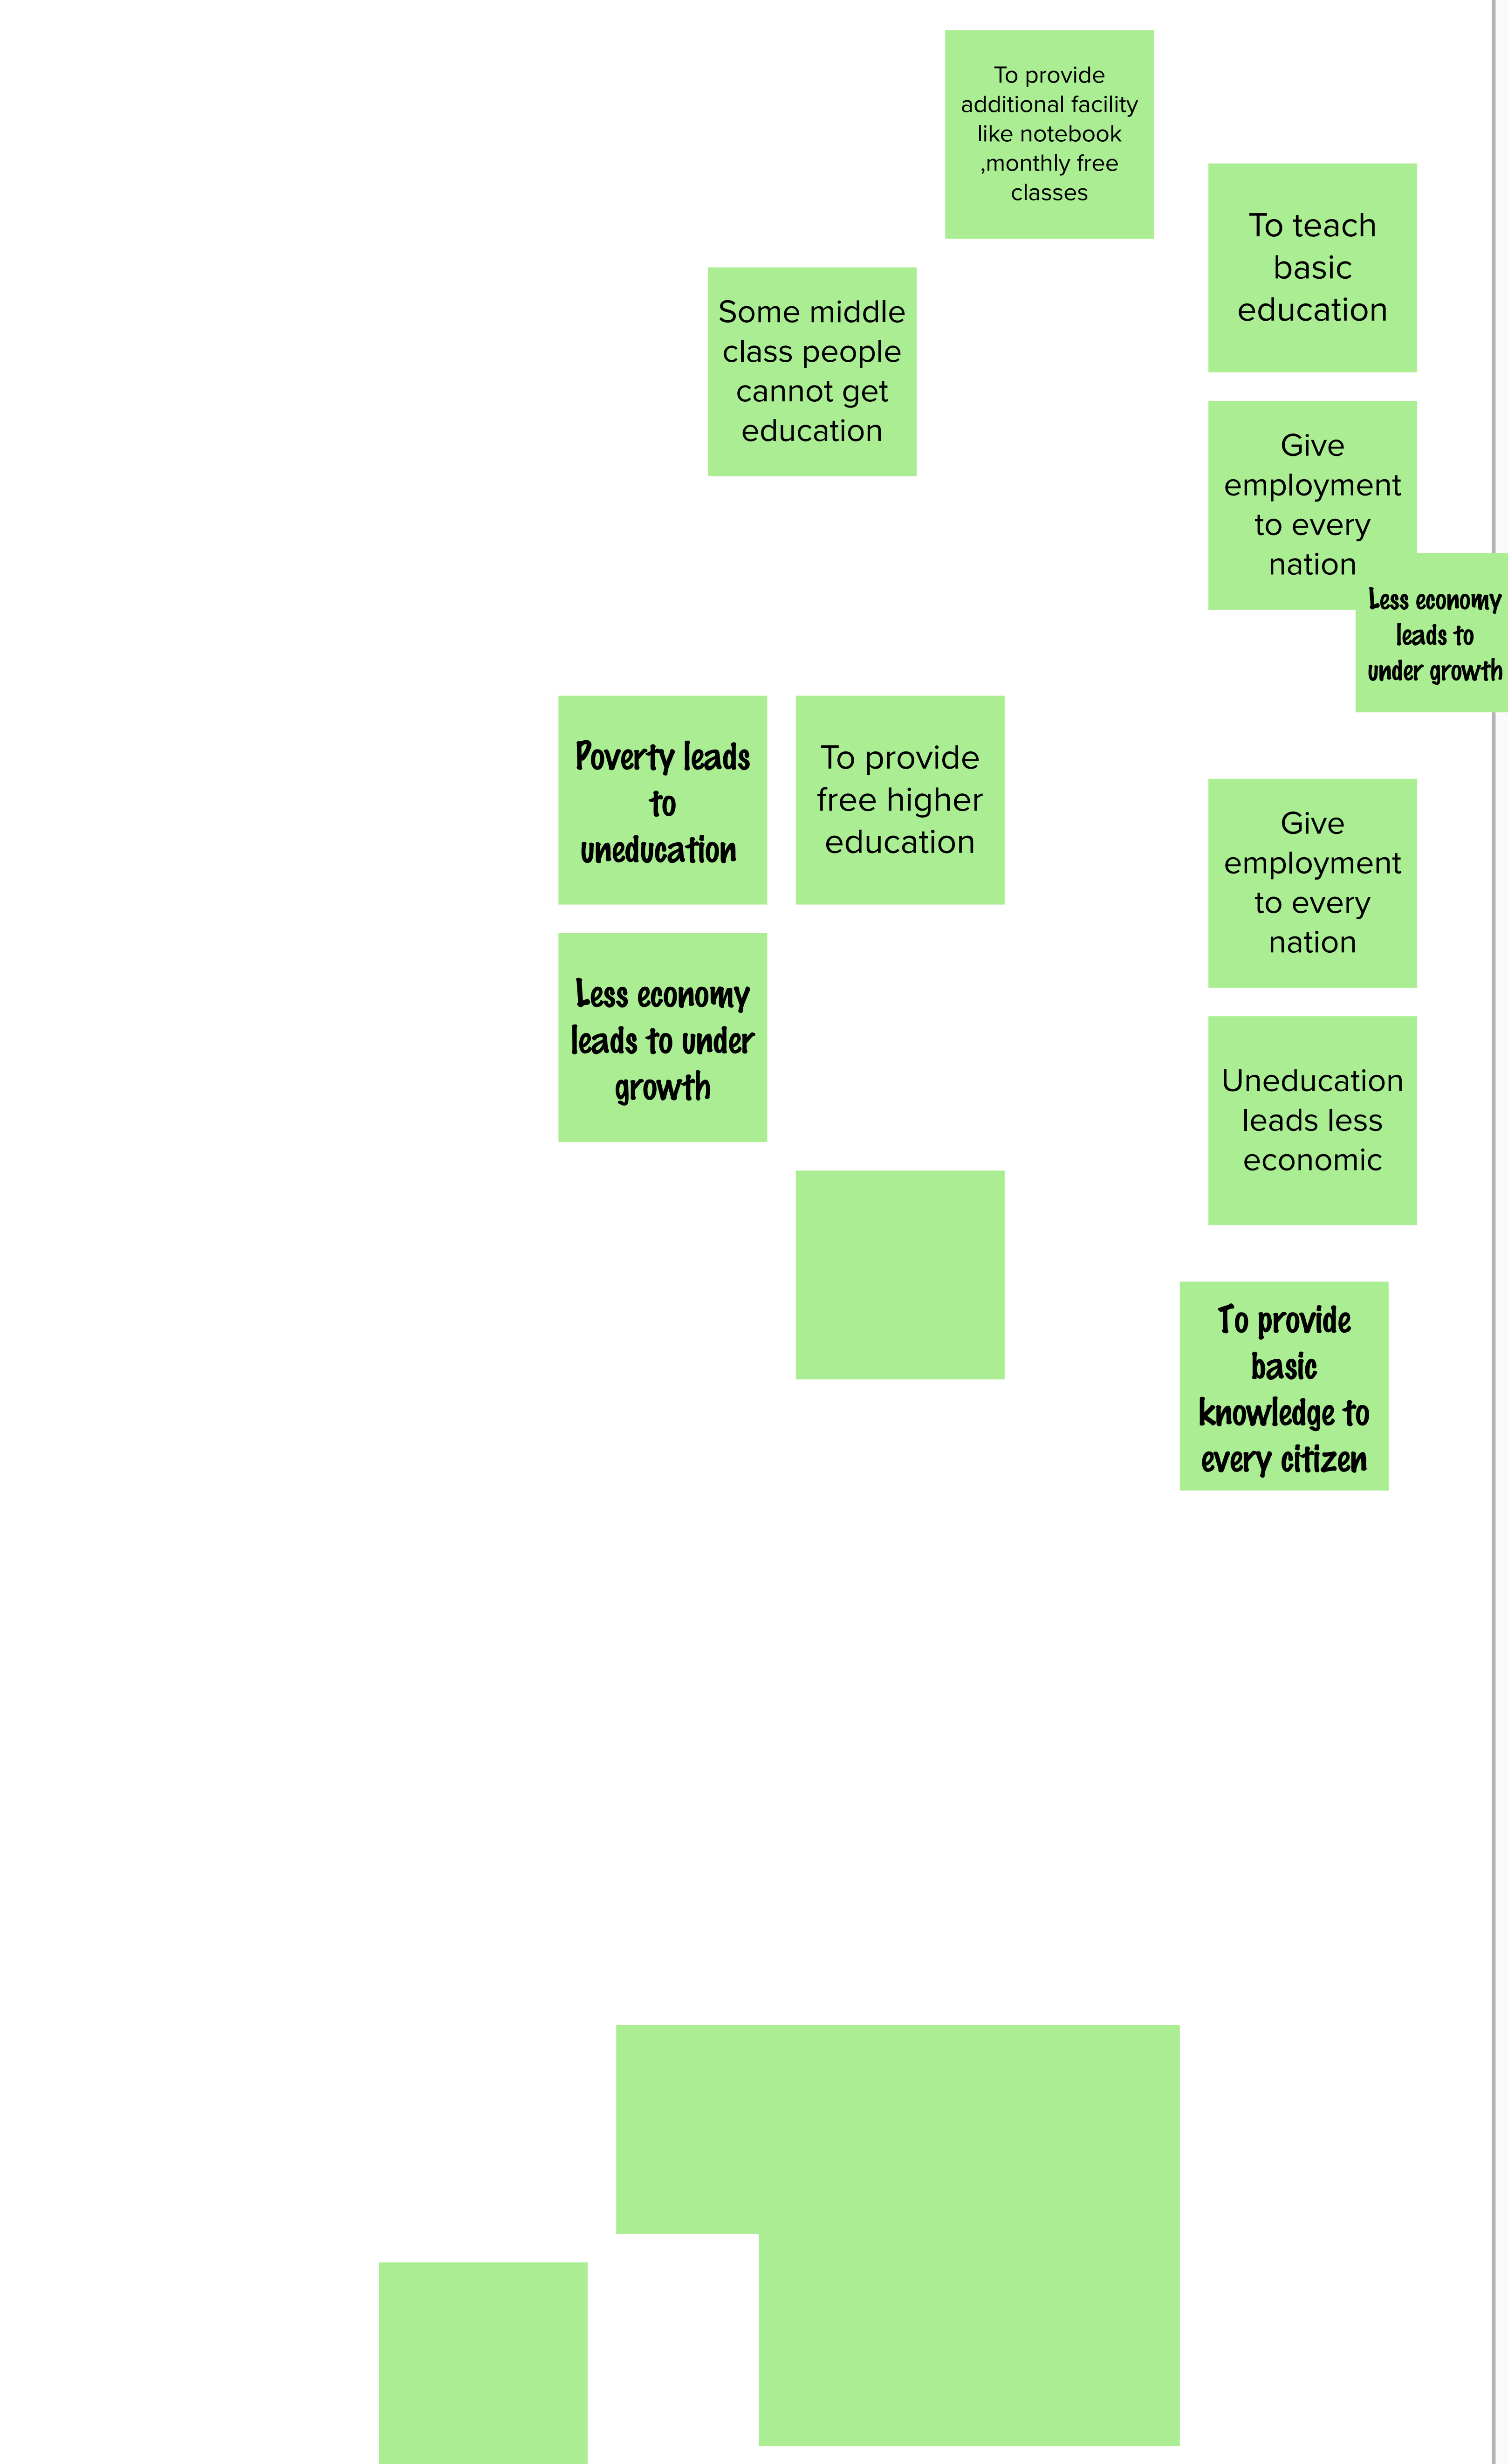 To provide
additional facility
like notebook
,monthly free
classes
To teach
basic
education
Some middle
class people
cannot get
education
Give
employment
to every
nation
Less economy
leads to
under growth
Poverty leads
to
uneducation
To provide
free higher
education
Give
employment
to every
nation
Less economy
leads to under
growth
Uneducation
leads less
economic
To provide
basic
knowledge to
every citizen